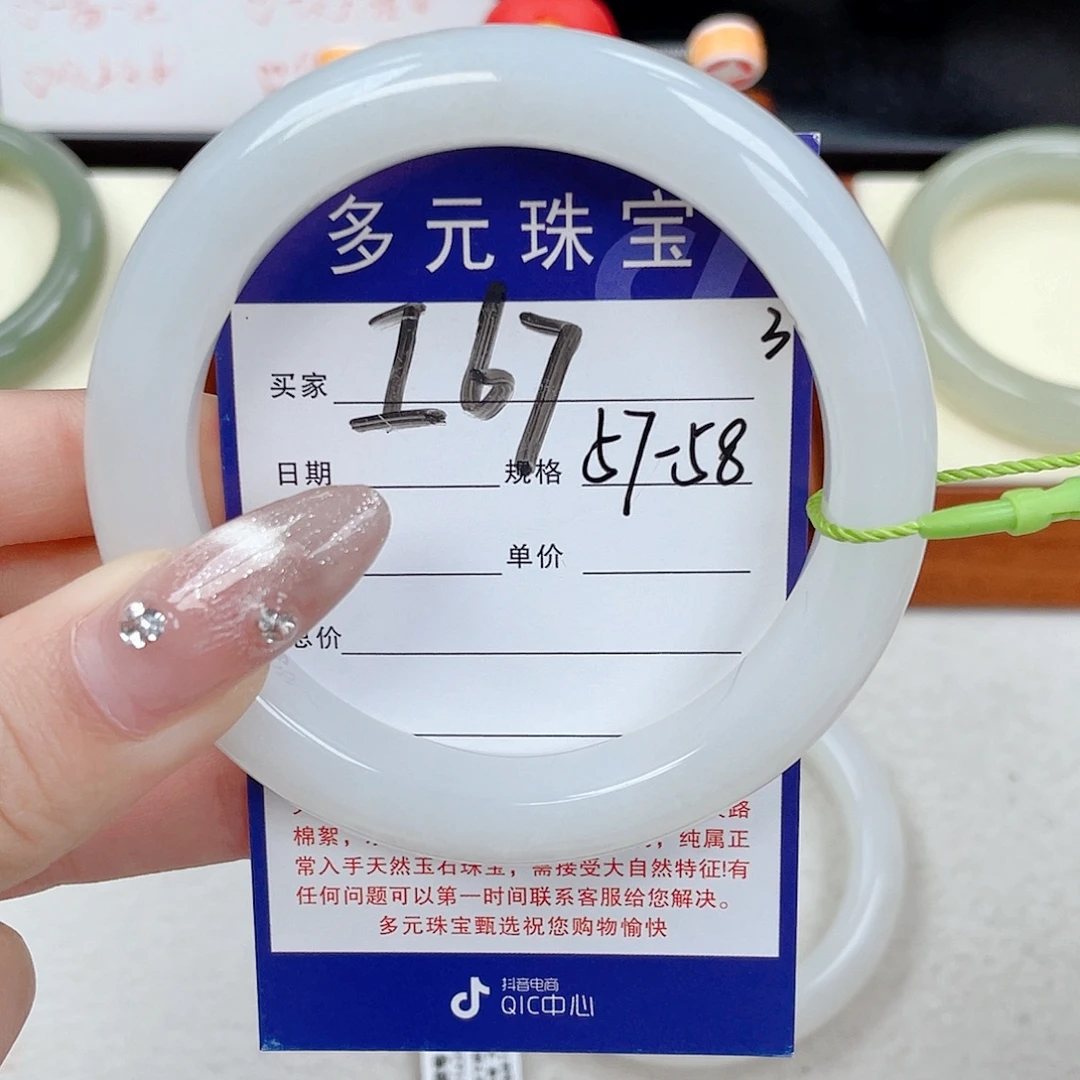 多元珠宝
167
3
买家
日期 规格 57-58
单价
总价
路
棉絮， ，纯属正
常入手天然玉石珠宝，需接受大自然特征!有
任何问题可以第一时间联系客服给您解决。
多元珠宝甄选祝您购物愉快
抖音电商
QIC中心